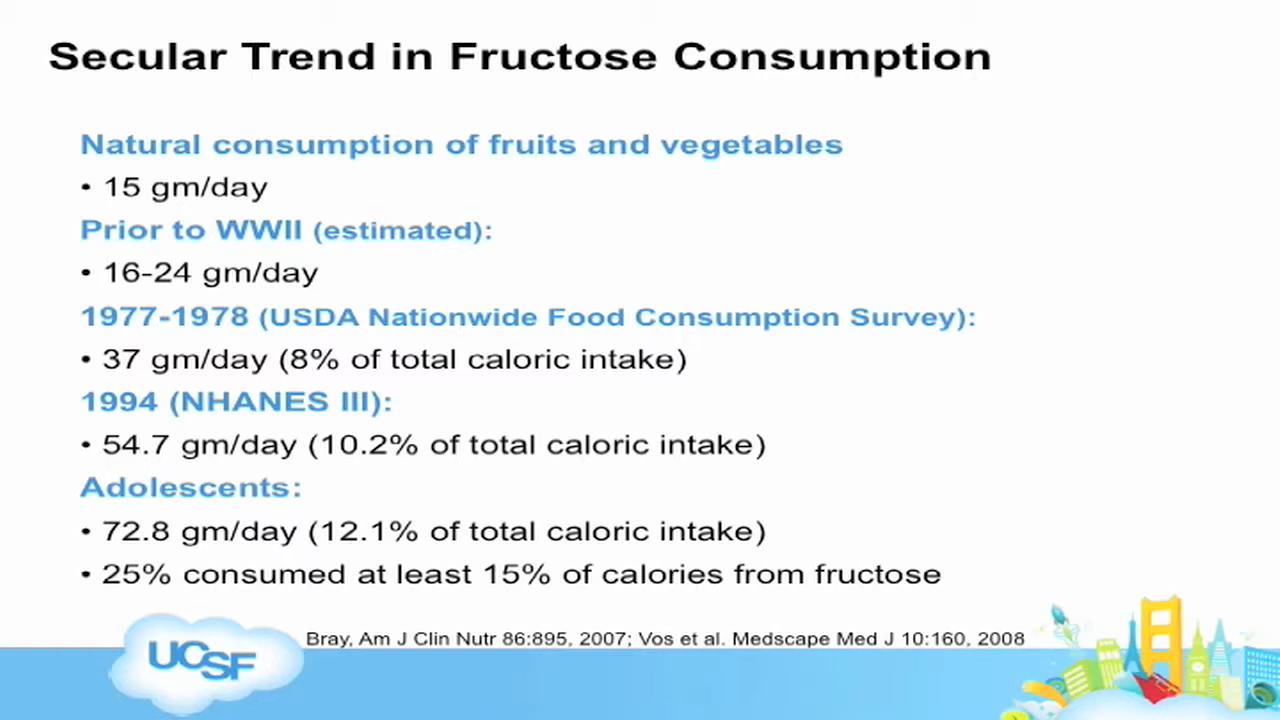 Secular Trend in Fructose Consumption
Natural consumption of fruits and vegetables
• 15 gm/day
Prior to WWII (estimated):
• 16-24 gm/day
1977-1978 (USDA Nationwide Food Consumption Survey):
• 37 gm/day (8% of total caloric intake)
1994 (NHANES III):
• 54.7 gm/day (10.2% of total caloric intake)
Adolescents:
• 72.8 gm/day (12.1% of total caloric intake)
• 25% consumed at least 15% of calories from fructose
Bray, Am J Clin Nutr 86:895, 2007; Vos et al. Medscape Med J 10:160, 2008
UCSF